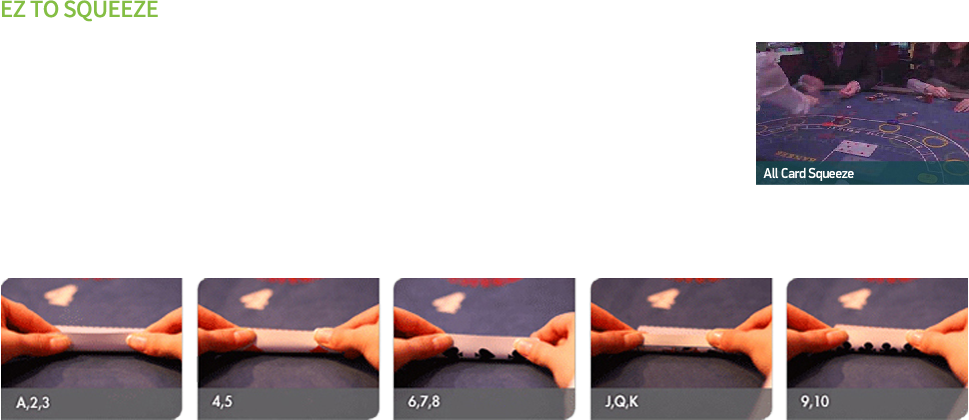 EZ TO SQUEEZE
All Card Squeeze
A,2,3
4,5
6,7,8
J,Q,K
9,10